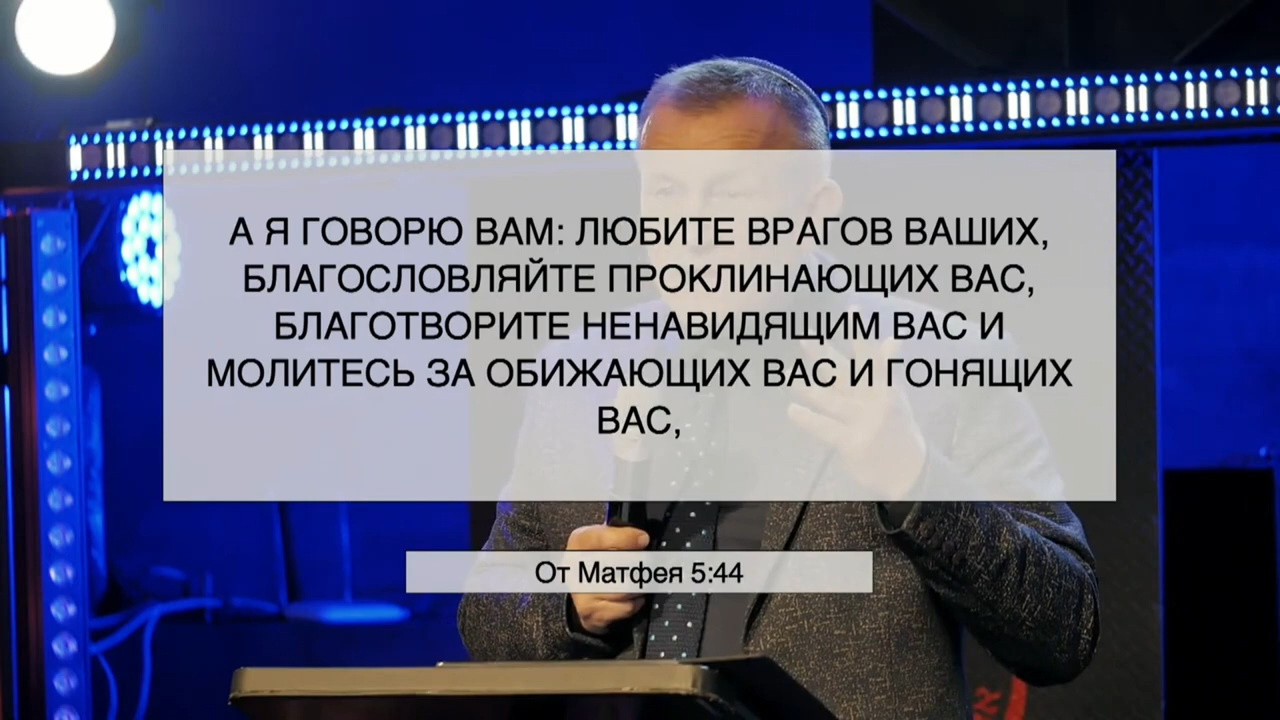 А Я ГОВОРЮ ВАМ: ЛЮБИТЕ ВРАГОВ ВАШИХ,
БЛАГОСЛОВЛЯЙТЕ ПРОКЛИНАЮЩИХ ВАС,
БЛАГОТВОРИТЕ НЕНАВИДЯЩИМ ВАС И
МОЛИТЕСЬ ЗА ОБИЖАЮЩИХ ВАС И ГОНЯЩИХ
ВАС,
От Матфея 5:44